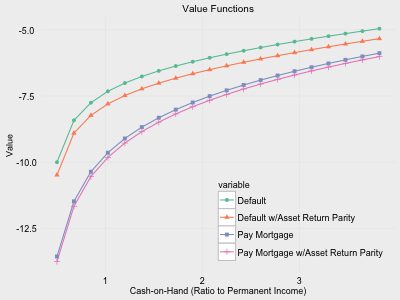 Value Functions
-5.0
-7.5
-10.0
-12.5
Value
variable
Default
Default w/Asset Return Parity
Pay Mortgage
Pay Mortgage w/Asset Return Parity
1
2
3
Cash-on-Hand (Ratio to Permanent Income)